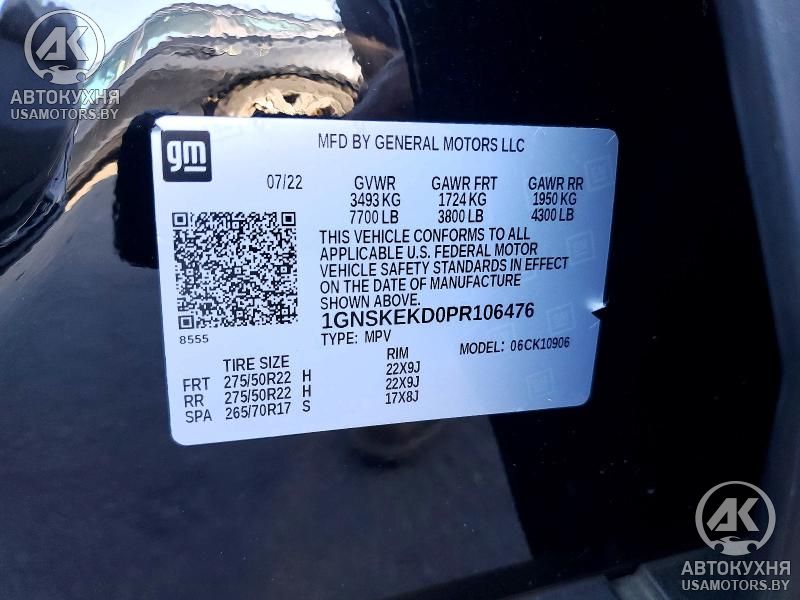 АВТОКУХНЯ
USAMOTORS.BY
gm
MFD BY GENERAL MOTORS LLC
07/22 GVWR GAWR FRT GAWR RR
3493 KG 1724 KG 1950 KG
7700 LB 3800 LB 4300 LB
THIS VEHICLE CONFORMS TO ALL
APPLICABLE U.S. FEDERAL MOTOR
VEHICLE SAFETY STANDARDS IN EFFECT
ON THE DATE OF MANUFACTURE
SHOWN ABOVE.
1GNSKEKD0PR106476
8555
TYPE: MPV MODEL: 06CK10906
TIRE SIZE RIM
FRT 275/50R22 H 22X9J
RR 275/50R22 H 22X9J
SPA 265/70R17 S 17X8J
АК
АВТОКУХНЯ
USAMOTORS.BY